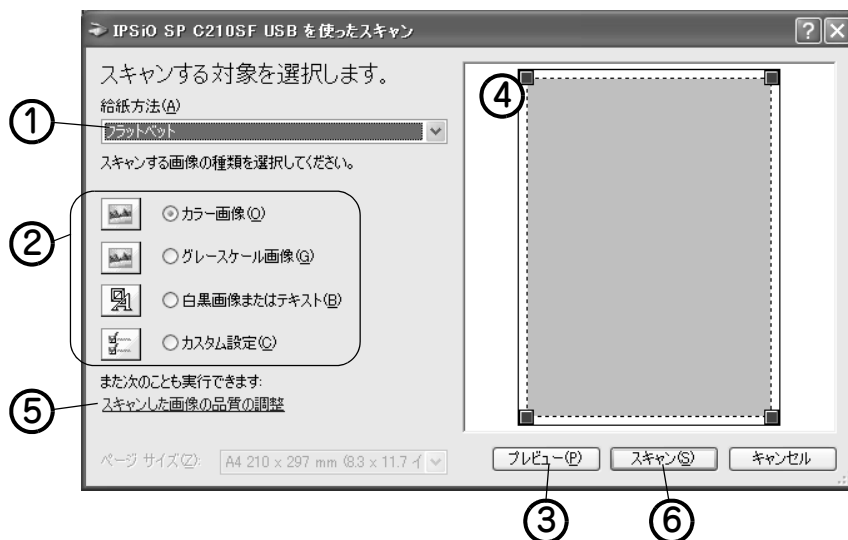 IPSiO SP C210SF USB を使ったスキャン
スキャンする対象を選択します。
給紙方法(A)
① フラットベット
スキャンする画像の種類を選択してください。
②
カラー画像(O)
グレースケール画像(G)
白黒画像またはテキスト(B)
カスタム設定(C)
また次のことも実行できます:
⑤ スキャンした画像の品質の調整
ページ サイズ(Z): A4 210 x 297 mm (8.3 x 11.7 イ
④
プレビュー(P) スキャン(S) キャンセル
③ ⑥